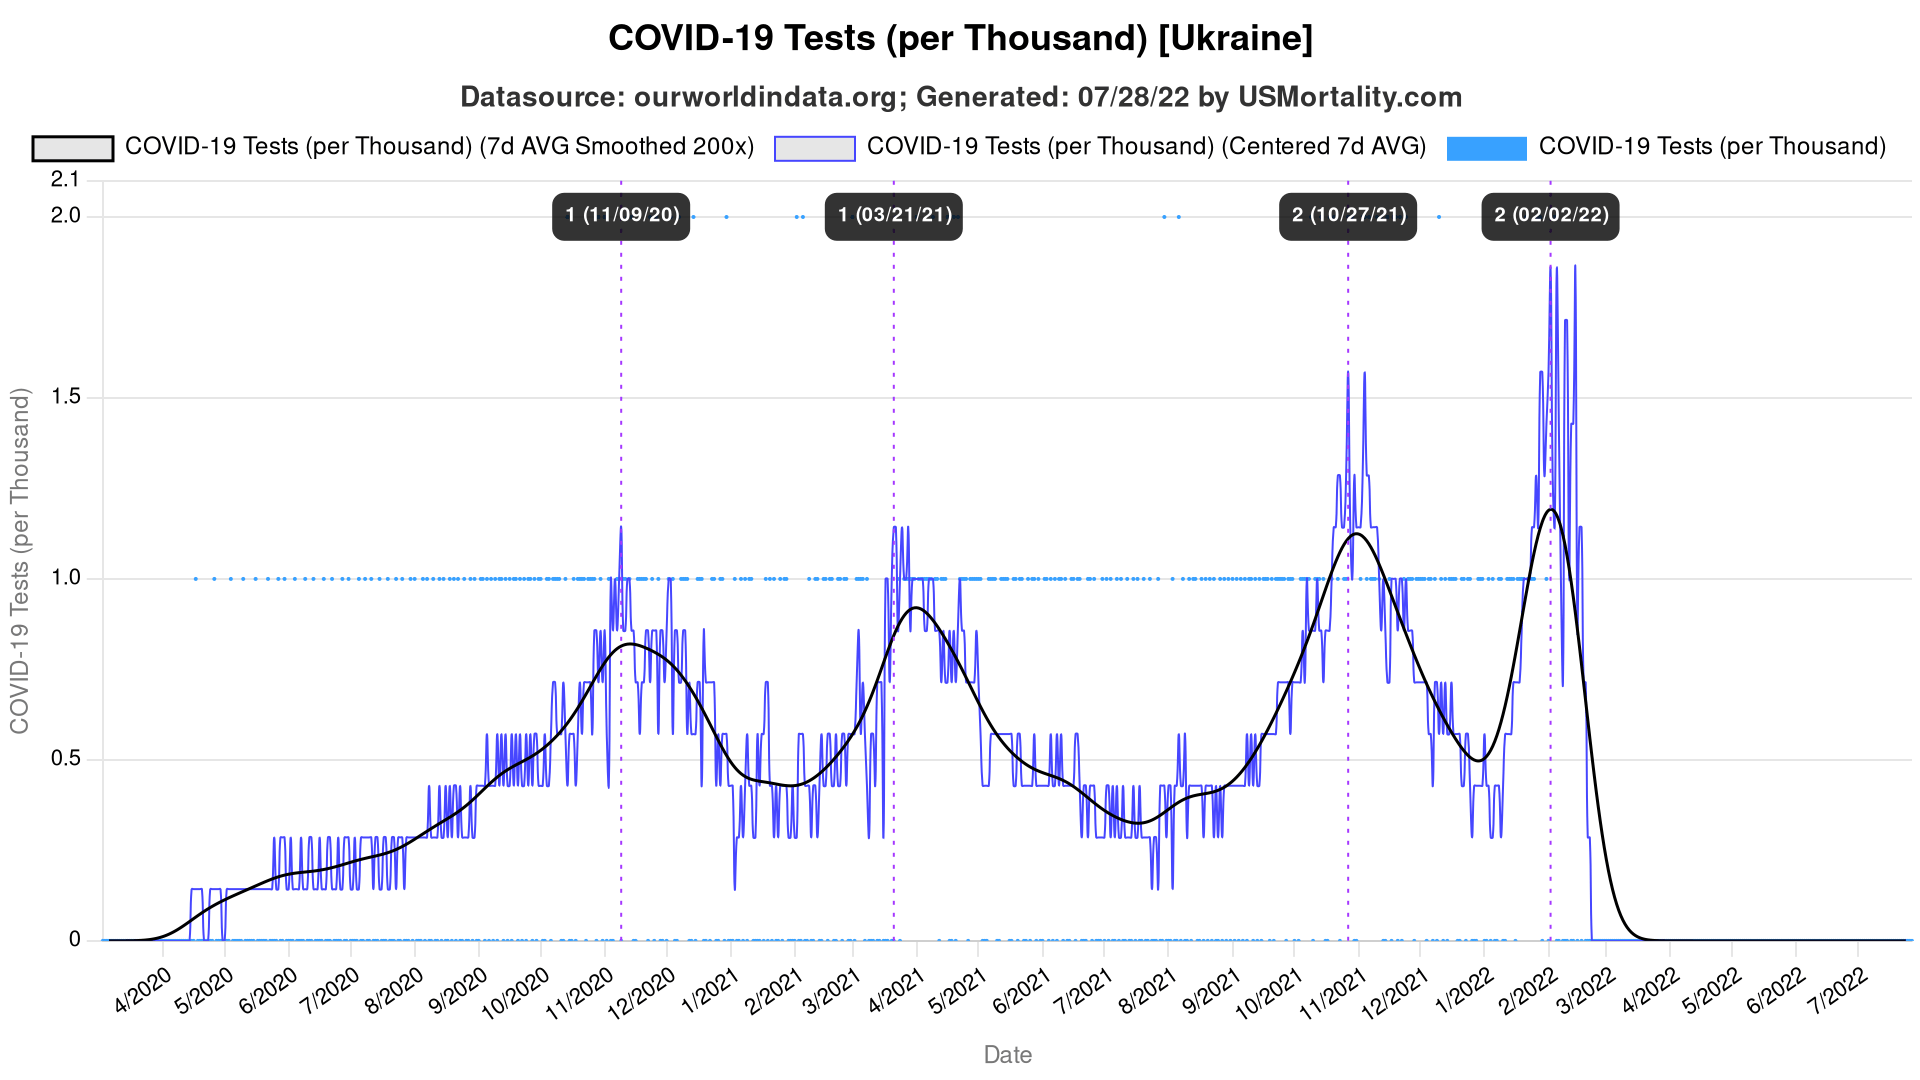 COVID-19 Tests (per Thousand) [Ukraine]
Datasource: ourworldindata.org; Generated: 07/28/22 by USMortality.com
COVID-19 Tests (per Thousand) (7d AVG Smoothed 200x) COVID-19 Tests (per Thousand) (Centered 7d AVG) COVID-19 Tests (per Thousand)
2.1
2.0
1.5
1.0
0.5
0
COVID-19 Tests (per Thousand)
1 (11/09/20) 1 (03/21/21) 2 (10/27/21) 2 (02/02/22)
4/2020 5/2020 6/2020 7/2020 8/2020 9/2020 10/2020 11/2020 12/2020 1/2021 2/2021 3/2021 4/2021 5/2021 6/2021 7/2021 8/2021 9/2021 10/2021 11/2021 12/2021 1/2022 2/2022 3/2022 4/2022 5/2022 6/2022 7/2022
Date